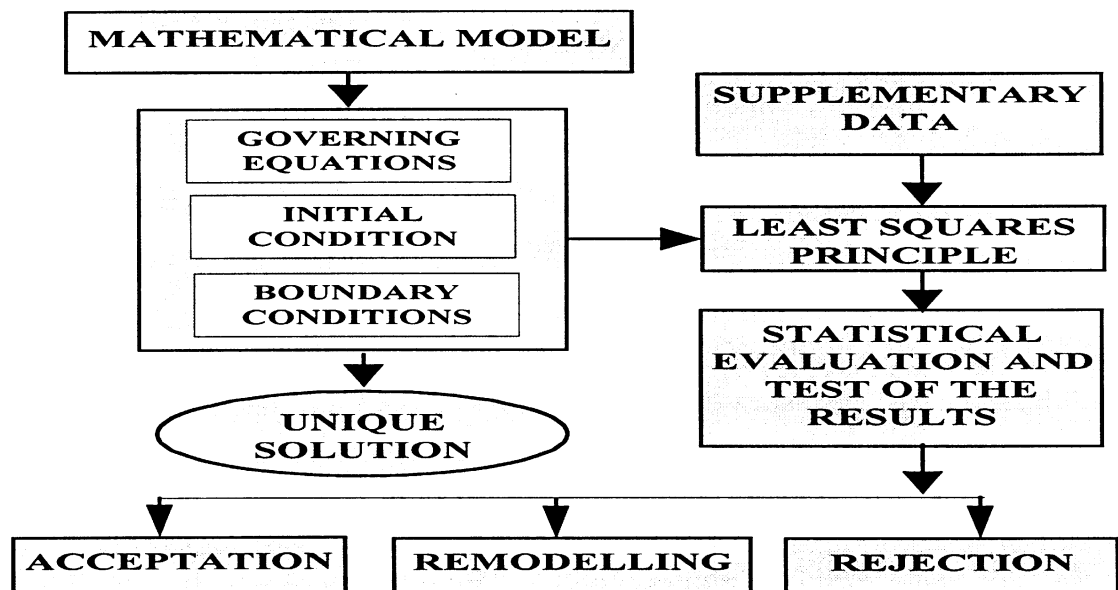 MATHEMATICAL MODEL
GOVERNING
EQUATIONS
INITIAL
CONDITION
BOUNDARY
CONDITIONS
UNIQUE
SOLUTION
SUPPLEMENTARY
DATA
LEAST SQUARES
PRINCIPLE
STATISTICAL
EVALUATION AND
TEST OF THE
RESULTS
ACCEPTATION
REMODELLING
REJECTION